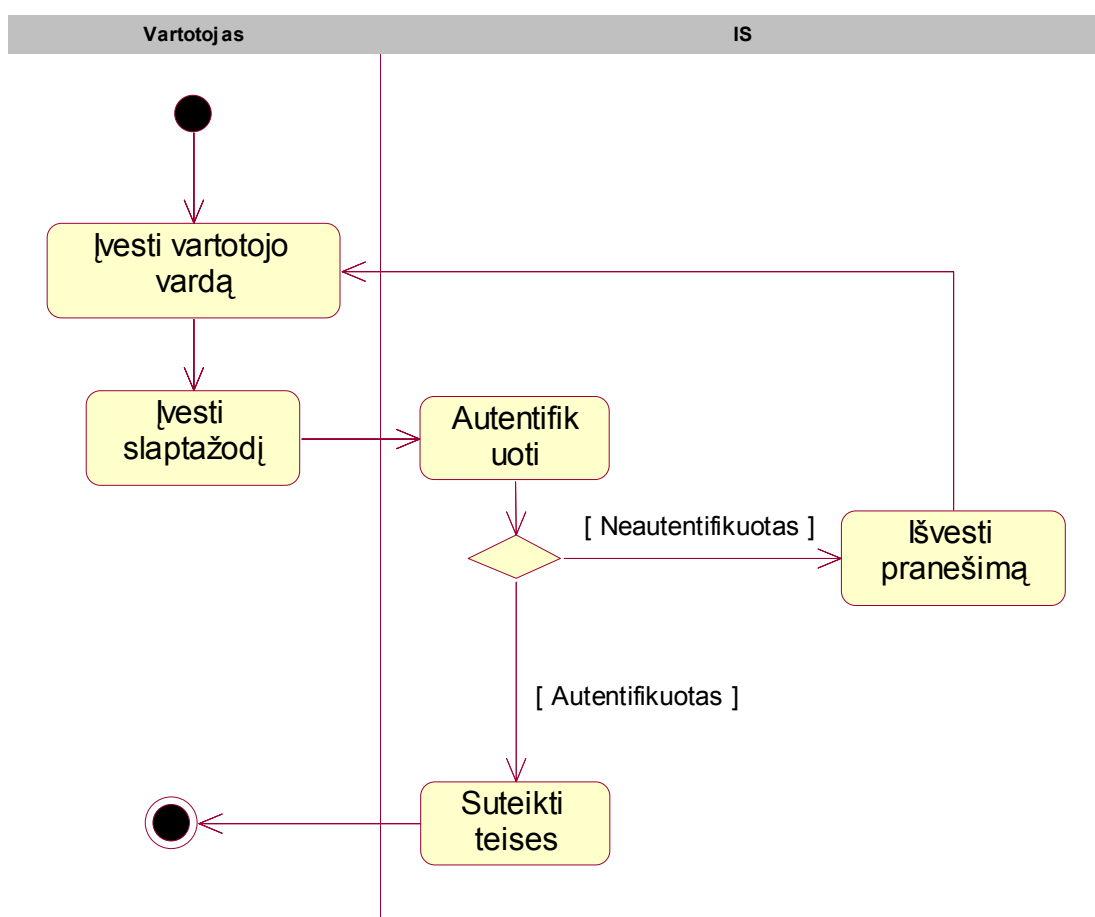 Vartotojas
IS
Įvesti vartotojo
vardą
Įvesti
slaptažodį
Autentifik
uoti
[ Neautentifikuotas ]
Išvesti
pranešimą
[ Autentifikuotas ]
Suteikti
teises